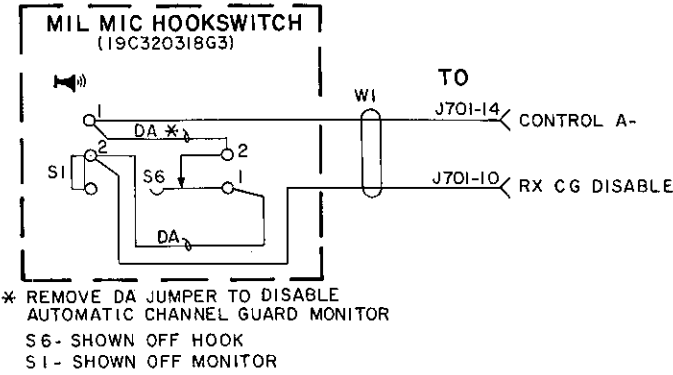 MIL MIC HOOKSWITCH
(19C320318G3)
TO
W1
1
J701-14
CONTROL A-
DA *
2
2
S1
S6
1
J701-10
RX CG DISABLE
DA
* REMOVE DA JUMPER TO DISABLE
AUTOMATIC CHANNEL GUARD MONITOR
S6- SHOWN OFF HOOK
S1- SHOWN OFF MONITOR